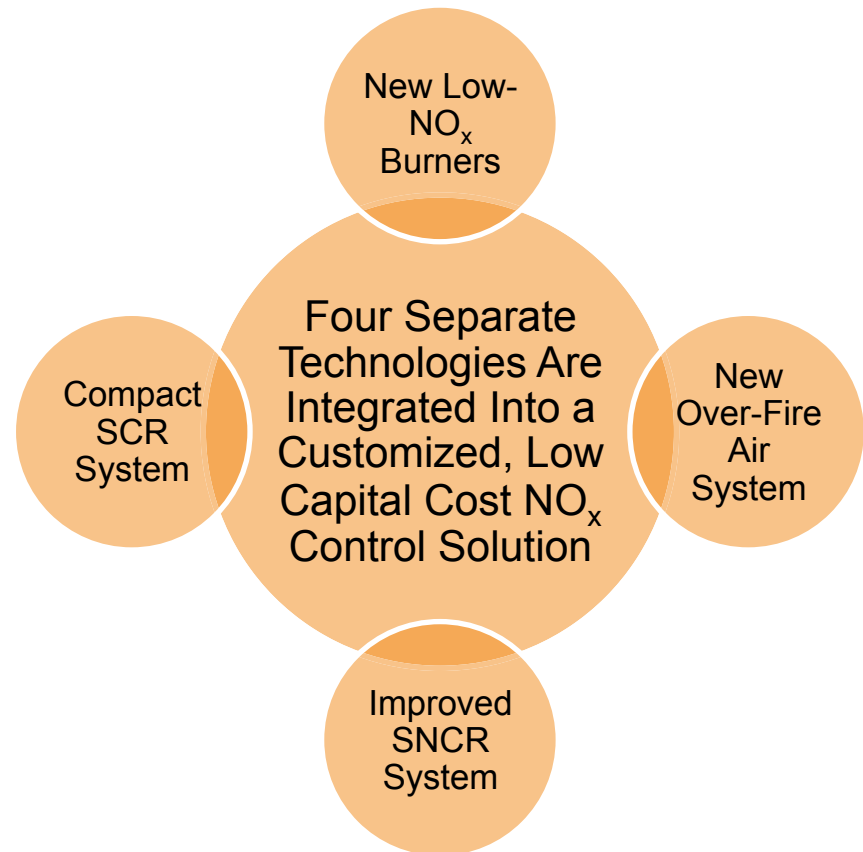 New Low-
NOx
Burners
Four Separate
Technologies Are
Integrated Into a
Customized, Low
Capital Cost NOx
Control Solution
Compact
SCR
System
New
Over-Fire
Air
System
Improved
SNCR
System